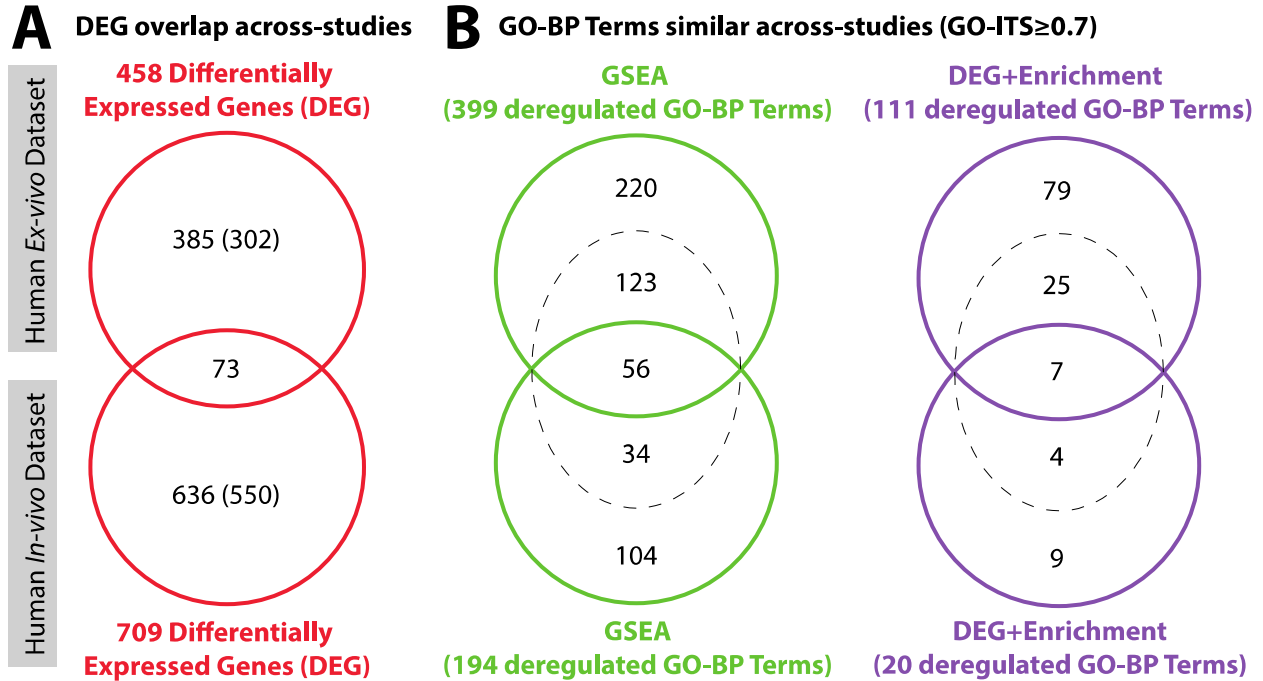 A DEG overlap across-studies
B GO-BP Terms similar across-studies (GO-ITS≥0.7)
Human Ex-vivo Dataset
Human In-vivo Dataset
458 Differentially
Expressed Genes (DEG)
385 (302)
73
636 (550)
709 Differentially
Expressed Genes (DEG)
GSEA
(399 deregulated GO-BP Terms)
220
123
56
34
104
GSEA
(194 deregulated GO-BP Terms)
DEG+Enrichment
(111 deregulated GO-BP Terms)
79
25
7
4
9
DEG+Enrichment
(20 deregulated GO-BP Terms)